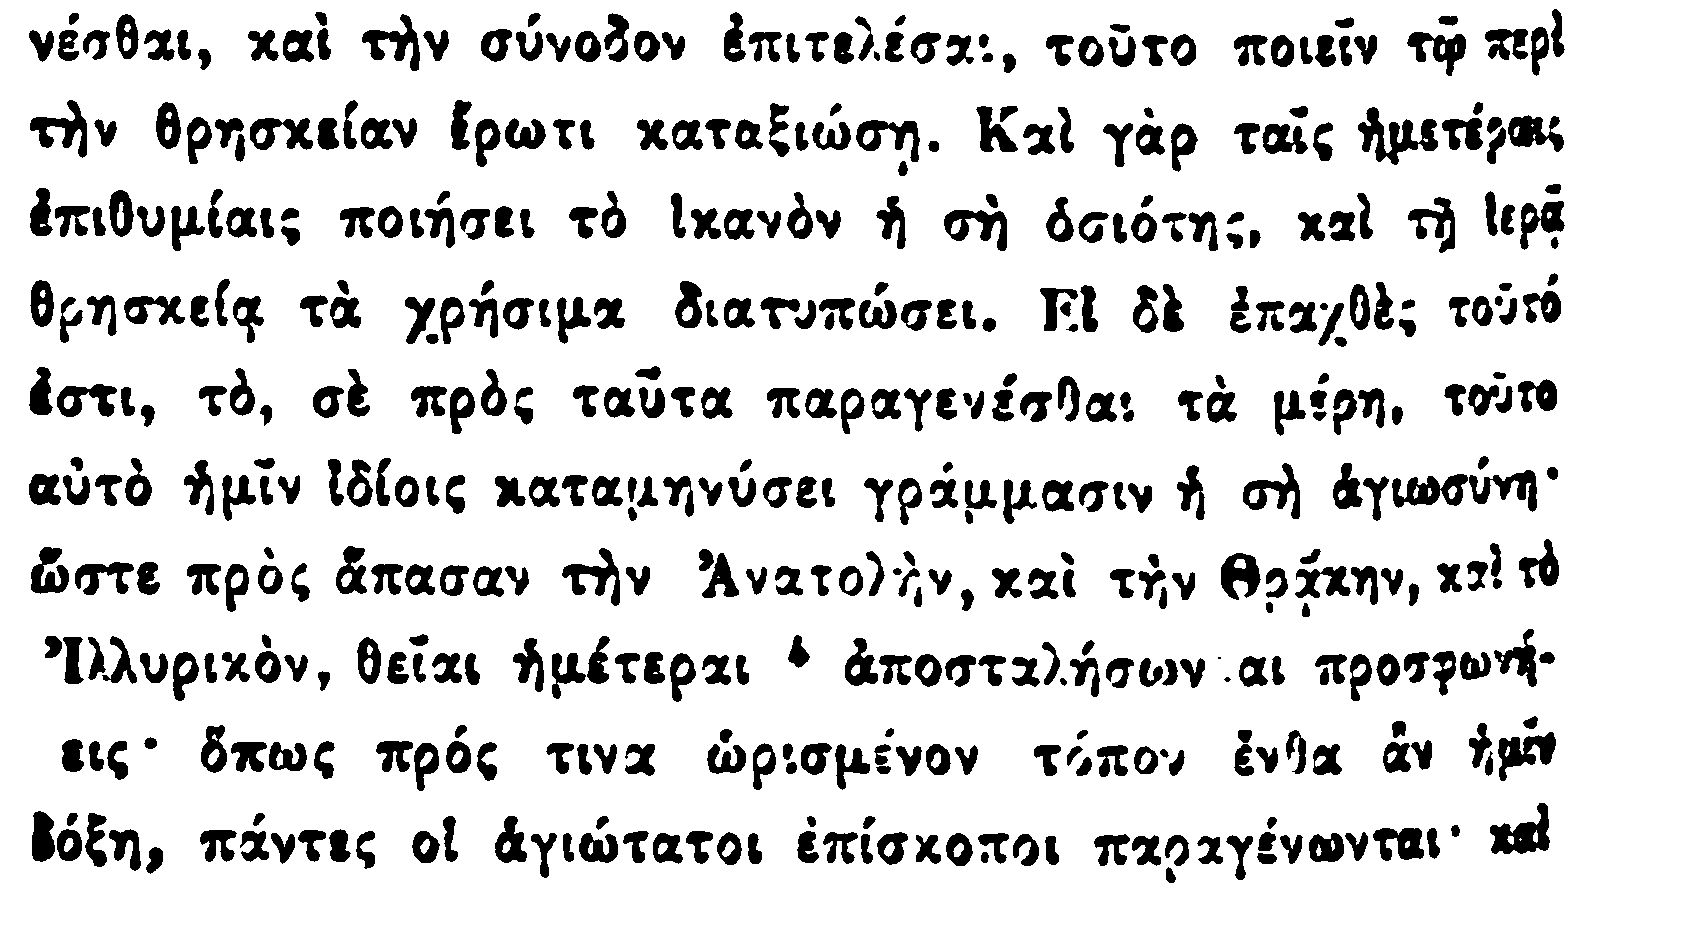 νέσθαι, καὶ τὴν σύνοδον ἐπιτελέσαι, τοῦτο ποιεῖν τῷ περὶ
τὴν θρησκείαν ἔρωτι καταξιώσῃ. Καὶ γὰρ ταῖς ἡμετέραις
ἐπιθυμίαις ποιήσει τὸ ἱκανὸν ἡ σὴ ὁσιότης, καὶ τῇ ἱερᾷ
θρησκείᾳ τὰ χρήσιμα διατυπώσει. Εἰ δὲ ἐπαχθὲς τοῦτό
ἐστι, τὸ, σὲ πρὸς ταῦτα παραγενέσθαι τὰ μέρη, τοῦτο
αὐτὸ ἡμῖν ἰδίοις καταμηνύσει γράμμασιν ἡ σὴ ἁγιωσύνη·
ὥστε πρὸς ἅπασαν τὴν Ἀνατολὴν, καὶ τὴν Θρᾴκην, καὶ τὸ
Ἰλλυρικὸν, θεῖαι ἡμέτεραι ἀποσταλήσωνται προσφωνή-
εις· ὅπως πρός τινα ὡρισμένον τόπον ἔνθα ἂν ἡμῖν
δόξη, πάντες οἱ ἁγιώτατοι ἐπίσκοποι παραγένωνται· καὶ